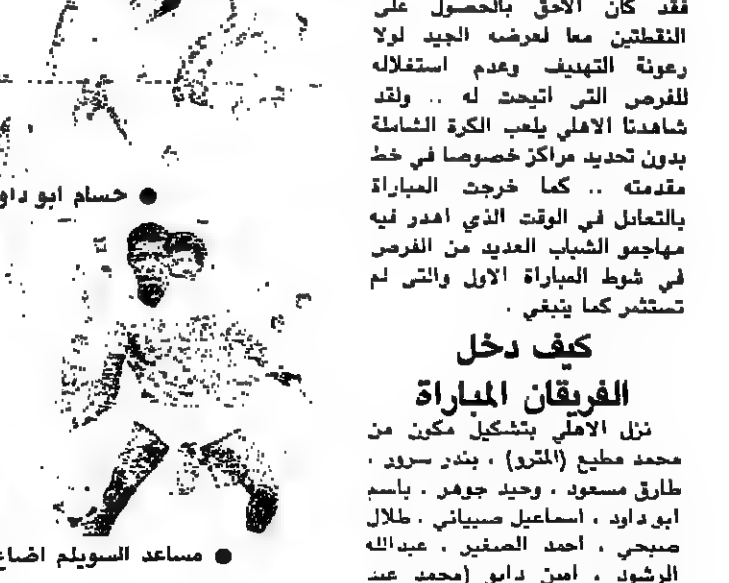 فقد كان الاحق بالحصول على
النقطتين معا لعرضه الجيد لولا
رعونة التهديف وعدم استغلاله
للفرص التى اتيحت له .. ولقد
شاهدنا الاهلي يلعب الكرة الشاملة
بدون تحديد مراكز خصوصا في خط
مقدمته .. كما خرجت المباراة
بالتعادل في الوقت الذي اهدر فيه
مهاجمو الشباب العديد من الفرص
في شوط المباراة الاول والتى لم
تستثمر كما ينبغي .
كيف دخل
الفريقان المباراة
نزل الاهلي بتشكيل مكون من
محمد مطيع (المترو) ، بندر سرور ،
طارق مسعود ، وحيد جوهر ، باسم
ابو داود ، اسماعيل صبياني ، طلال
صبحي ، احمد الصغير ، عبدالله
الرشود ، امين دابو (محمد عبد
● حسام ابو داو
● مساعد السويلم اضاع